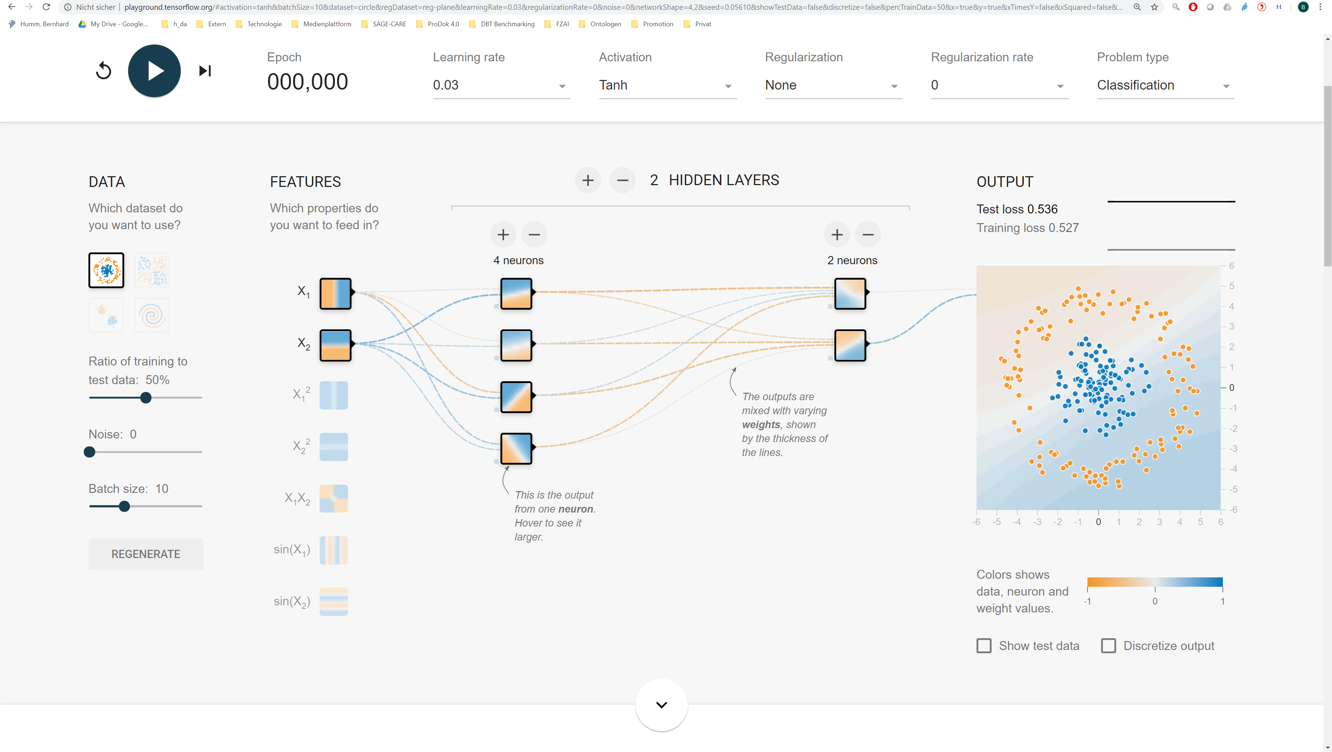 Nicht sicher | playground.tensorflow.org/#activation=tanh&batchSize=10&dataset=circle&regDataset=reg-plane&learningRate=0.03&regularizationRate=0&noise=0&networkShape=4,2&seed=0.05610&showTestData=false&discretize=false&percTrainData=50&x=true&y=true&xTimesY=false&xSquared=false&...
Humm, Bernhard My Drive - Google... h_da Extern Technologie Medienplattform SAGE-CARE ProDok 4.0 DBT Benchmarking FZAI Ontologen Promotion Privat
Epoch
000,000
Learning rate
0.03
Activation
Tanh
Regularization
None
Regularization rate
0
Problem type
Classification
DATA
Which dataset do
you want to use?
Ratio of training to
test data: 50%
Noise: 0
Batch size: 10
REGENERATE
FEATURES
Which properties do
you want to feed in?
X1
X2
X1²
X2²
X1X2
sin(X1)
sin(X2)
+ − 2 HIDDEN LAYERS
+ −
4 neurons
+ −
2 neurons
This is the output
from one neuron.
Hover to see it
larger.
The outputs are
mixed with varying
weights, shown
by the thickness of
the lines.
OUTPUT
Test loss 0.536
Training loss 0.527
6
5
4
3
2
1
0
-1
-2
-3
-4
-5
-6
-6 -5 -4 -3 -2 -1 0 1 2 3 4 5 6
Colors shows
data, neuron and
weight values.
-1 0 1
Show test data
Discretize output